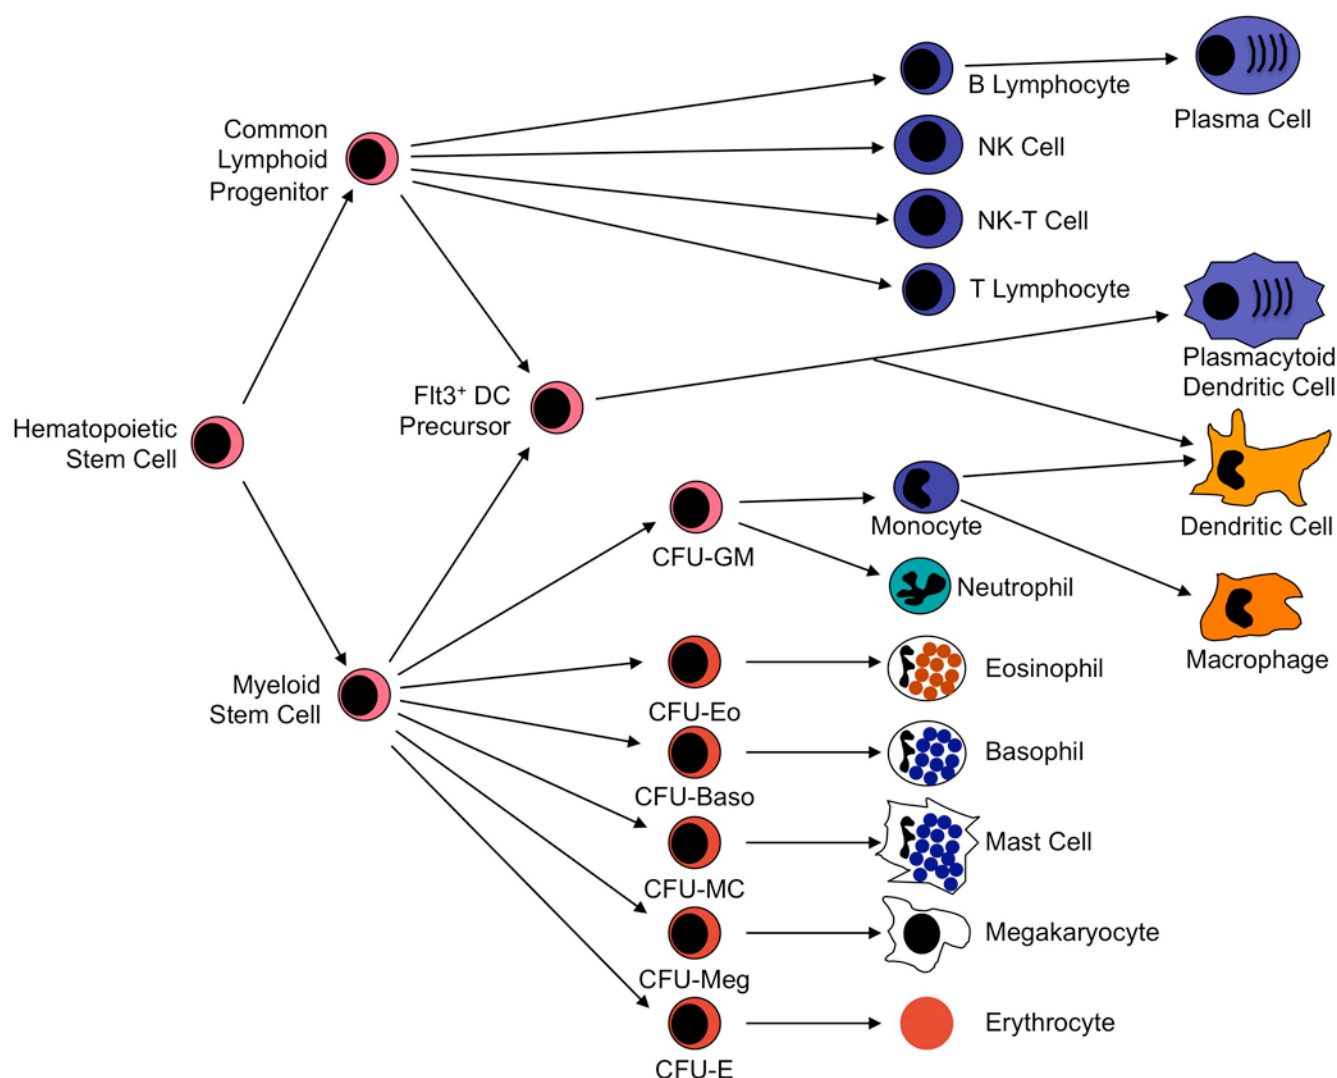 Common
Lymphoid
Progenitor
B Lymphocyte
Plasma Cell
NK Cell
NK-T Cell
T Lymphocyte
Plasmacytoid
Dendritic Cell
Flt3⁺ DC
Precursor
Hematopoietic
Stem Cell
CFU-GM
Monocyte
Dendritic Cell
Neutrophil
Macrophage
Myeloid
Stem Cell
CFU-Eo
Eosinophil
CFU-Baso
Basophil
CFU-MC
Mast Cell
CFU-Meg
Megakaryocyte
CFU-E
Erythrocyte